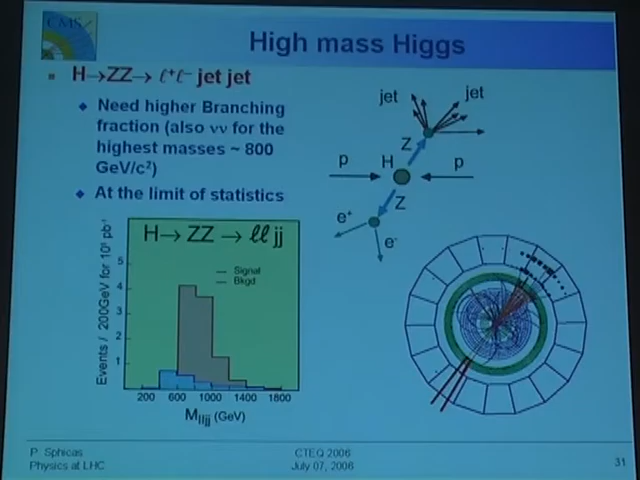 CMS
High mass Higgs
H→ZZ→ ℓ⁺ℓ⁻ jet jet
Need higher Branching
fraction (also νν for the
highest masses ~ 800
GeV/c²)
At the limit of statistics
jet
jet
Z
p
H
p
Z
e⁺
e⁻
H→ ZZ → ℓℓ jj
Signal
Bkgd
Events / 200GeV for 10⁵ pb⁻¹
5
4
3
2
1
200
600
1000
1400
1800
M_lljj (GeV)
P. Sphicas
Physics at LHC
CTEQ 2006
July 07, 2006
31